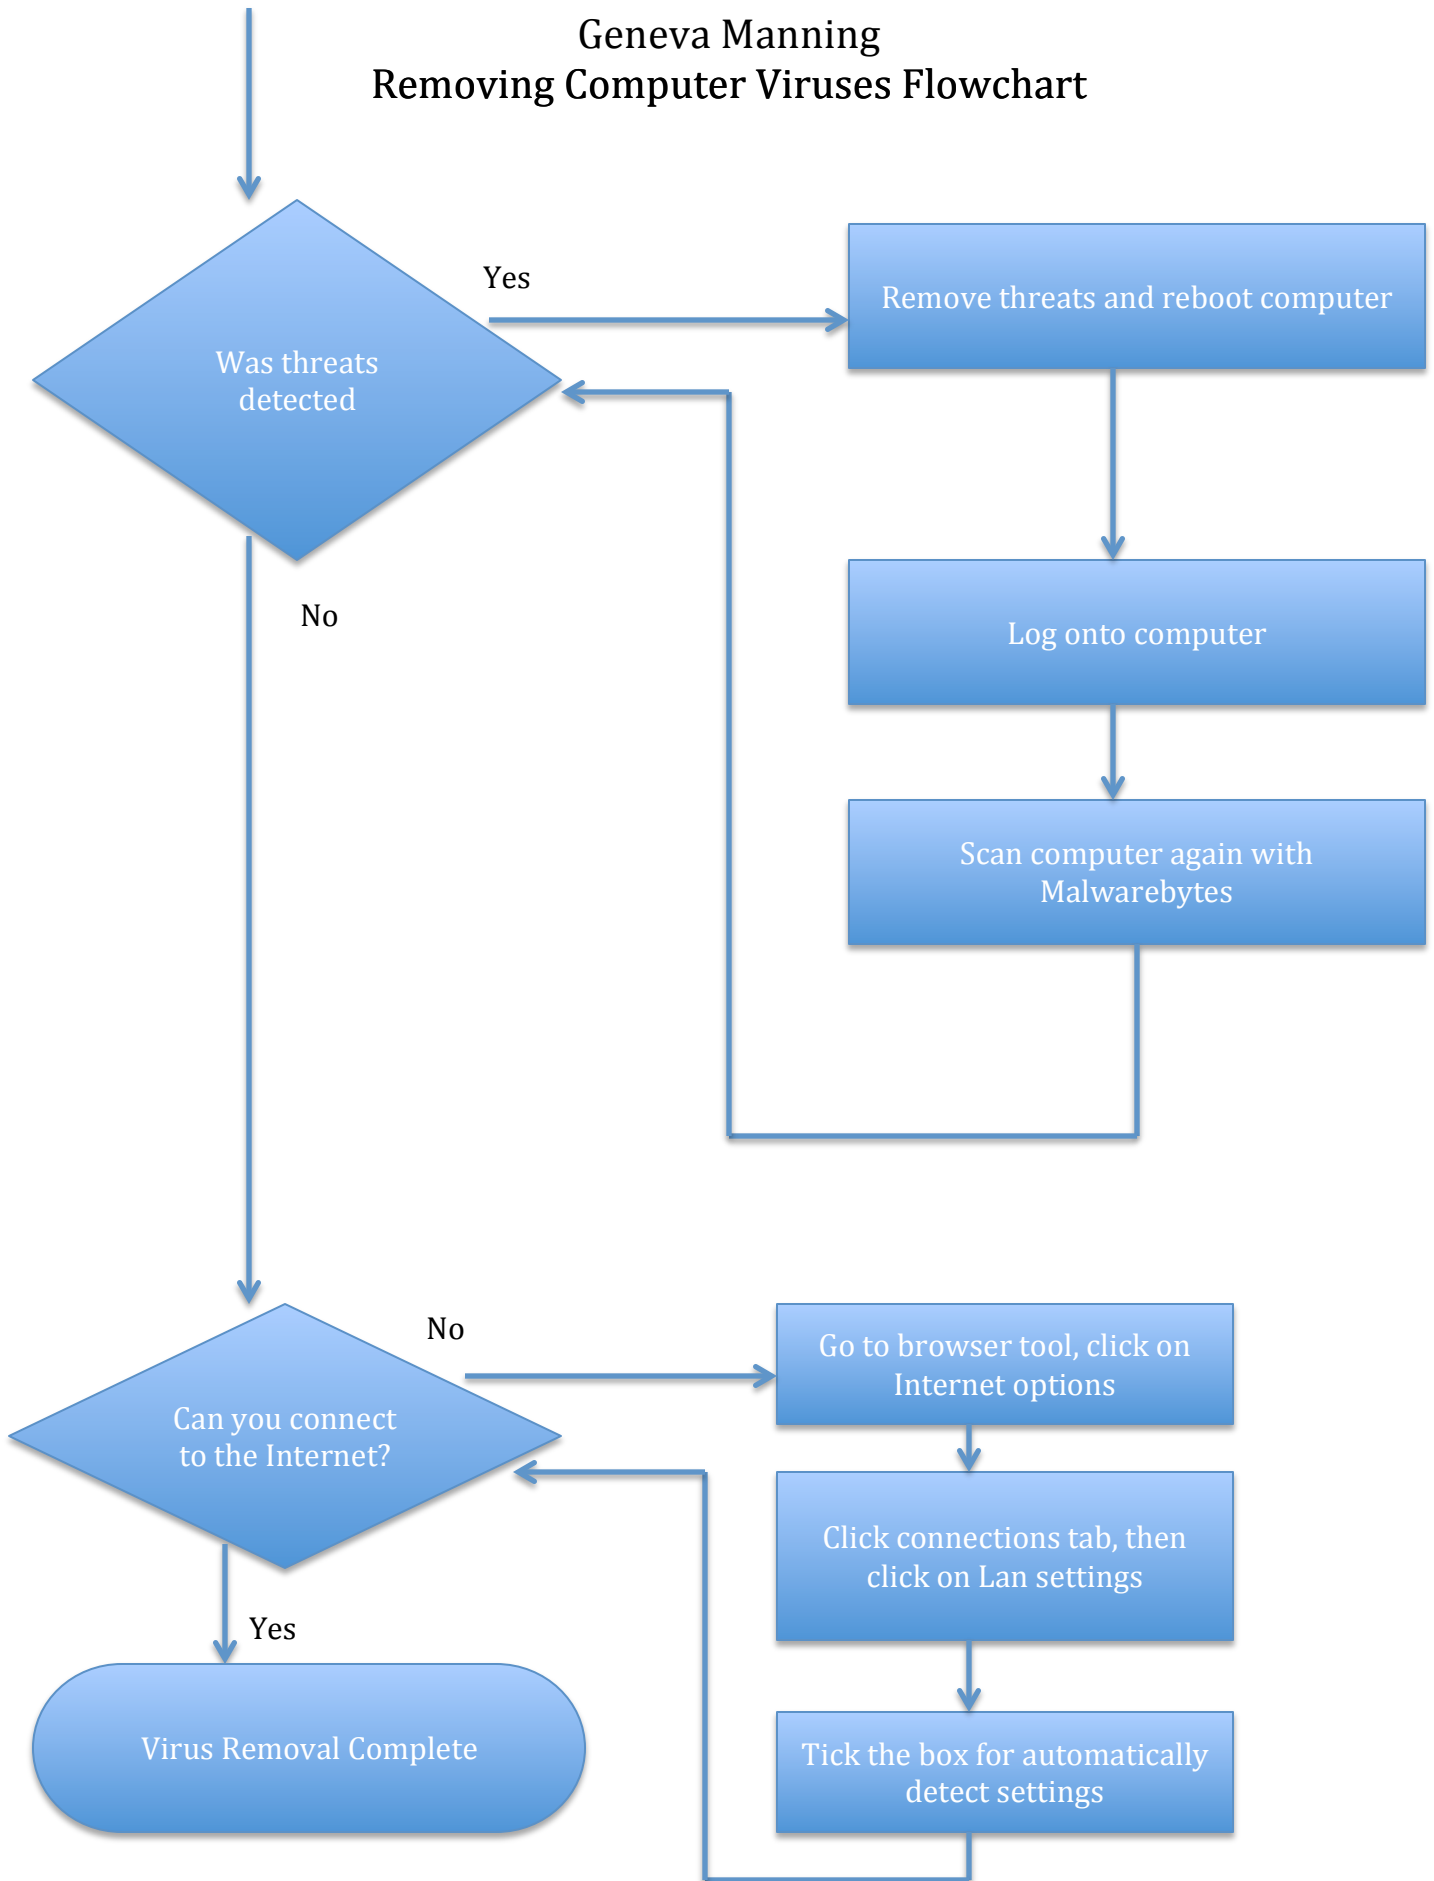 Geneva Manning
Removing Computer Viruses Flowchart
Yes
Remove threats and reboot computer
Was threats
detected
No
Log onto computer
Scan computer again with
Malwarebytes
No
Go to browser tool, click on
Internet options
Can you connect
to the Internet?
Click connections tab, then
click on Lan settings
Yes
Virus Removal Complete
Tick the box for automatically
detect settings